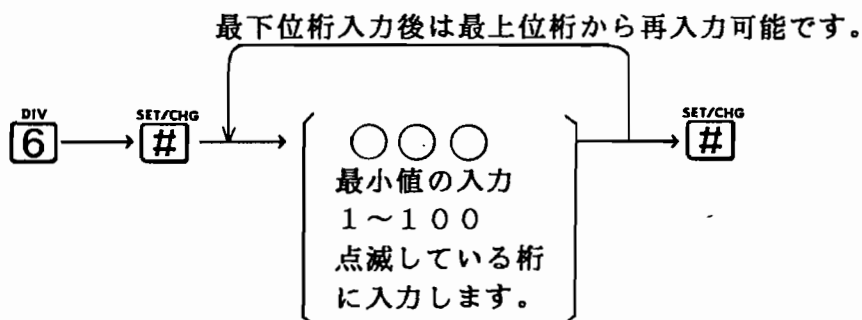 最下位桁入力後は最上位桁から再入力可能です。
DIV
6
SET/CHG
#
○○○
最小値の入力
1~100
点滅している桁
に入力します。
SET/CHG
#